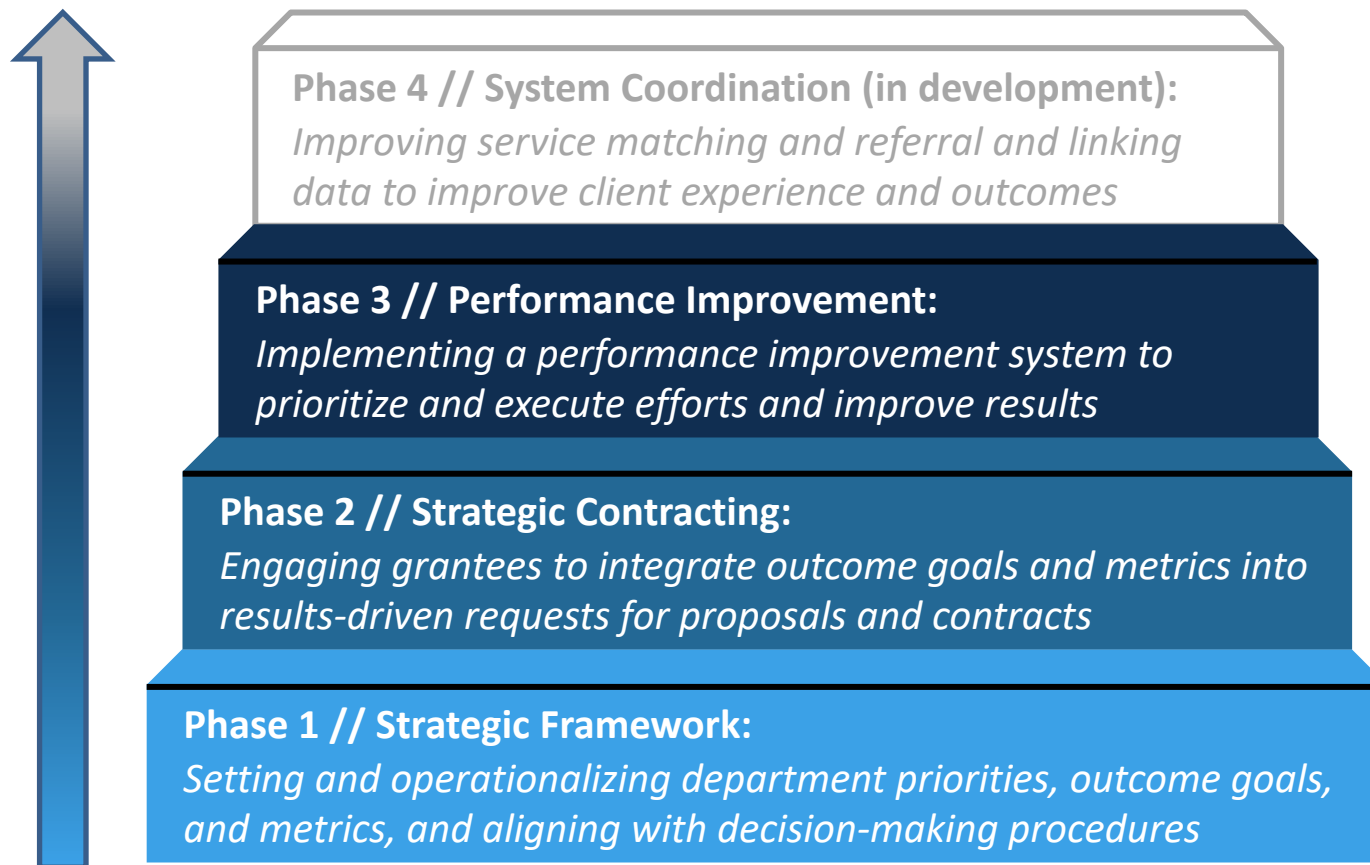 Phase 4 // System Coordination (in development):
Improving service matching and referral and linking
data to improve client experience and outcomes
Phase 3 // Performance Improvement:
Implementing a performance improvement system to
prioritize and execute efforts and improve results
Phase 2 // Strategic Contracting:
Engaging grantees to integrate outcome goals and metrics into
results-driven requests for proposals and contracts
Phase 1 // Strategic Framework:
Setting and operationalizing department priorities, outcome goals,
and metrics, and aligning with decision-making procedures